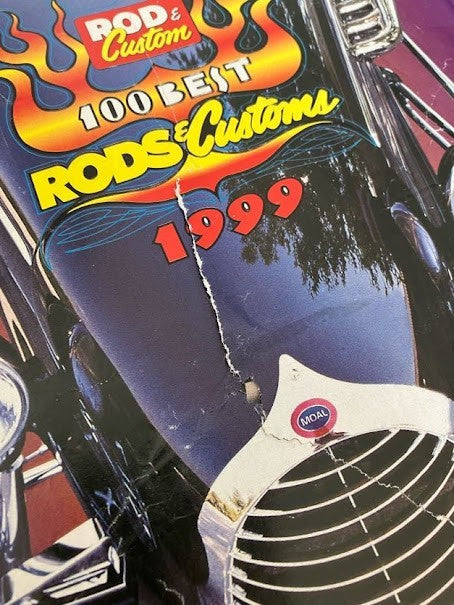 ROD &
Custom
100 BEST
RODS & Customs
1999
MOAL